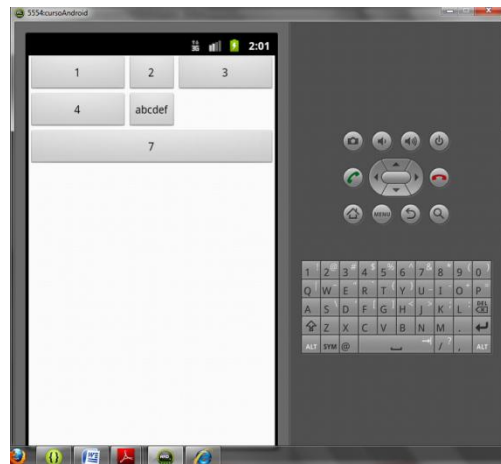 5554:cursoAndroid
3G 2:01
1 2 3
4 abcdef
7
MENU
1 2 @ 3 # 4 $ 5 % 6 ^ 7 & 8 * 9 ( 0 )
Q W E R T Y U I O P
A S D F G H J K L DEL
Z X C V B N M .
ALT SYM @ / ? , ALT